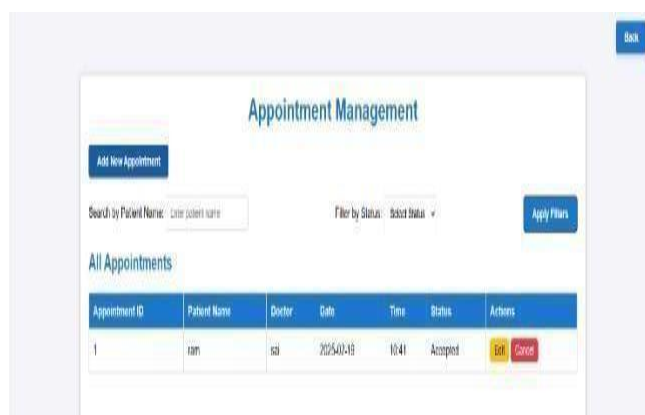 Back
Appointment Management
Add New Appointment
Search by Patient Name: Enter patient name Filter by Status: Select Status Apply Filters
All Appointments
Appointment ID Patient Name Doctor Date Time Status Actions
1 ram sai 2025-02-19 10:41 Accepted Edit Cancel